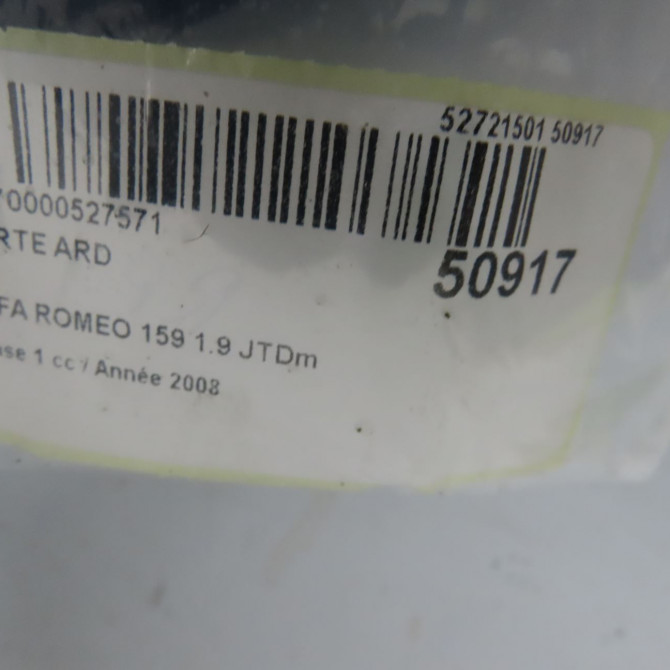 52721501 50917
70000527571
RTE ARD
50917
FA ROMEO 159 1.9 JTDm
se 1 cc / Année 2008